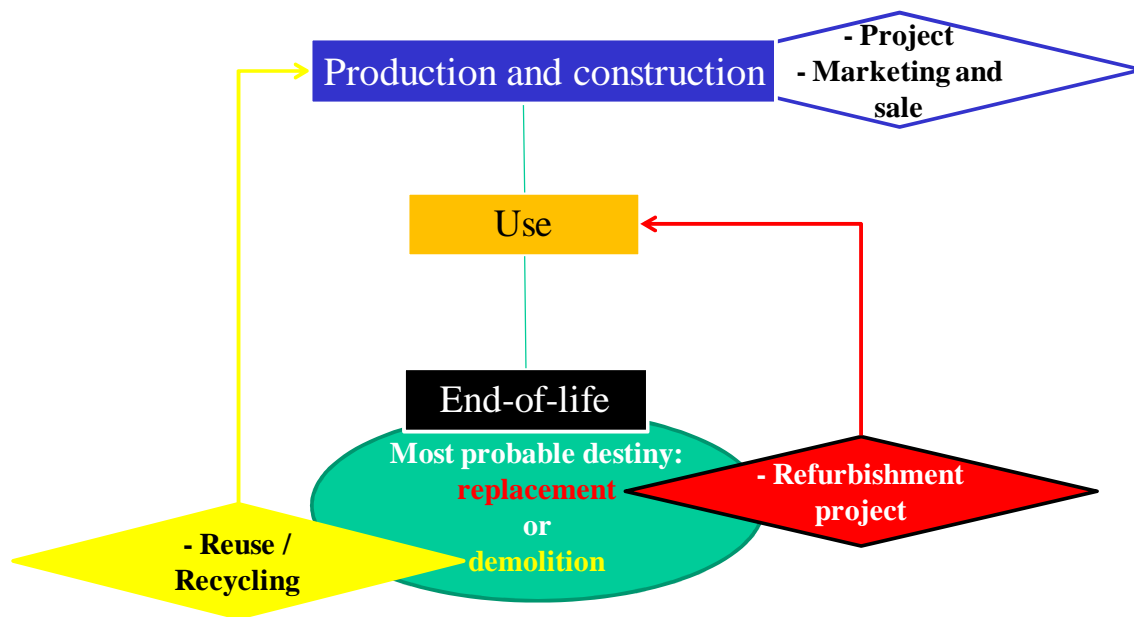 Production and construction
- Project
- Marketing and
sale
Use
End-of-life
Most probable destiny:
replacement
or
demolition
- Refurbishment
project
- Reuse /
Recycling